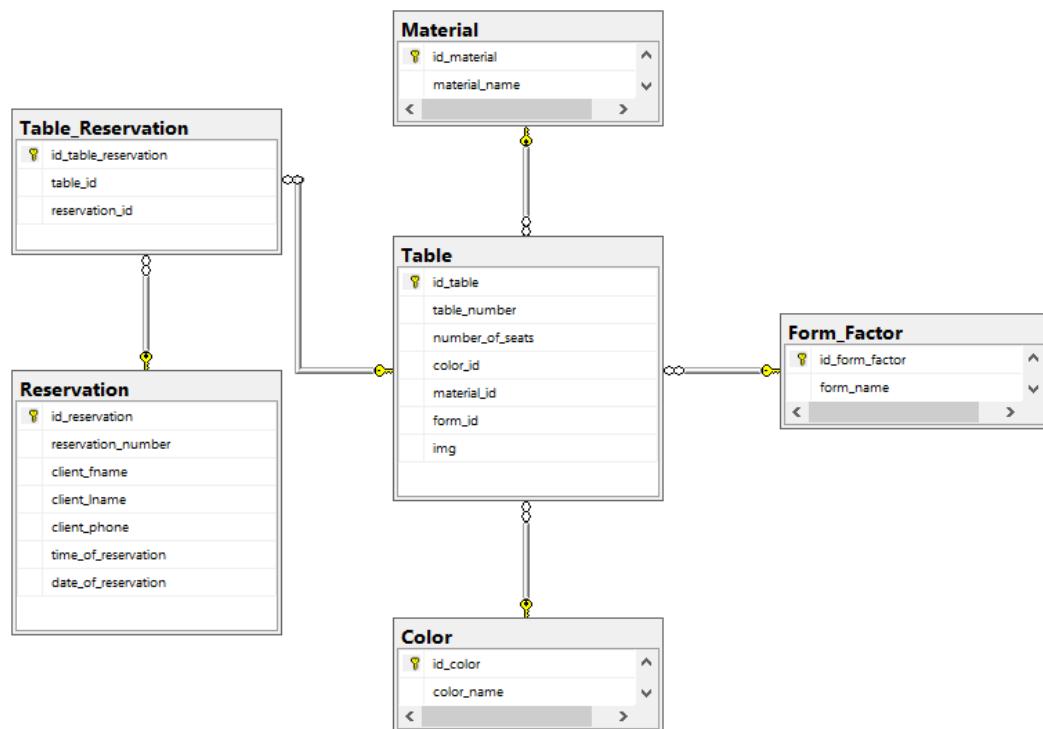 Material
id_material
material_name
Table_Reservation
id_table_reservation
table_id
reservation_id
Table
id_table
table_number
number_of_seats
color_id
material_id
form_id
img
Form_Factor
id_form_factor
form_name
Reservation
id_reservation
reservation_number
client_fname
client_lname
client_phone
time_of_reservation
date_of_reservation
Color
id_color
color_name